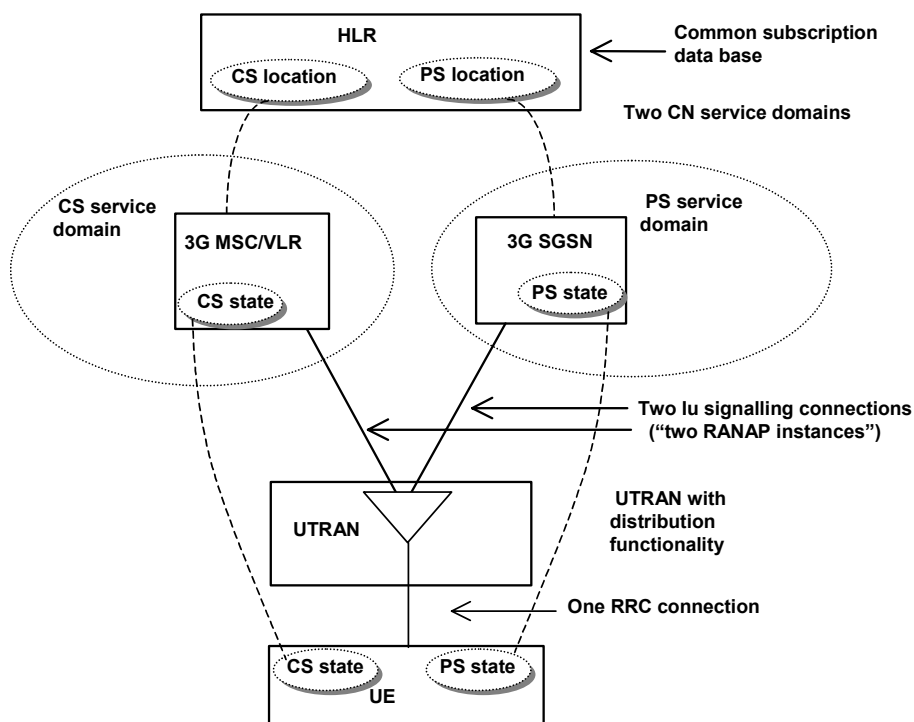 HLR
Common subscription
data base
CS location
PS location
Two CN service domains
CS service
domain
PS service
domain
3G MSC/VLR
3G SGSN
CS state
PS state
Two Iu signalling connections
(“two RANAP instances”)
UTRAN
UTRAN with
distribution
functionality
One RRC connection
CS state
PS state
UE